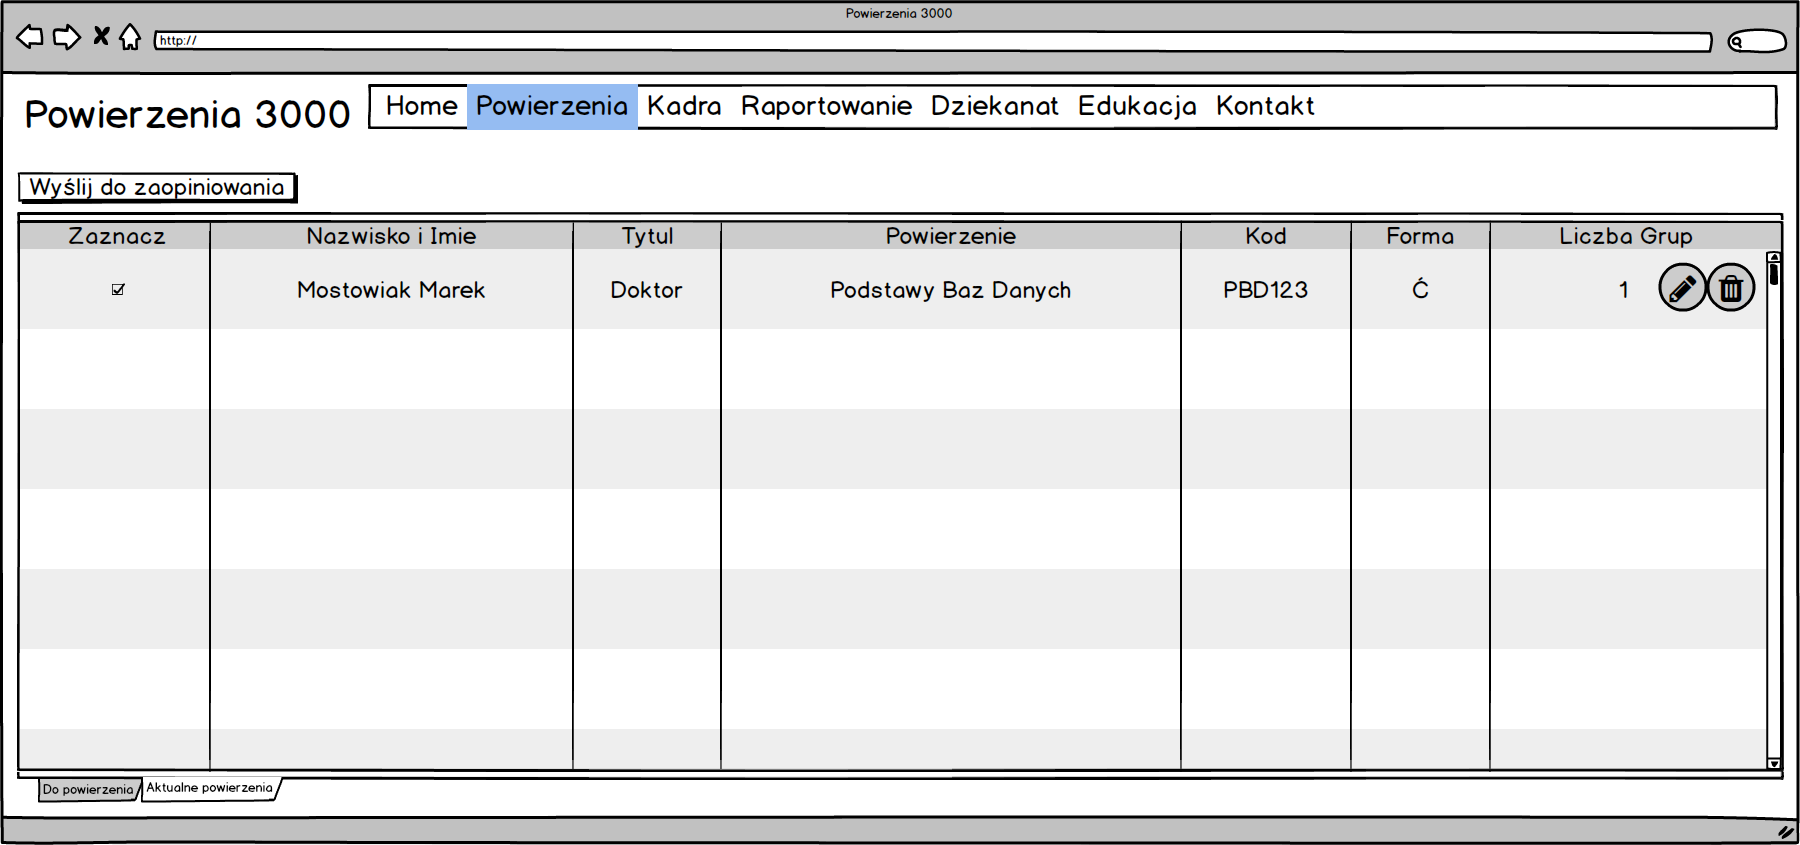 Powierzenia 3000
http://
Powierzenia 3000
Home Powierzenia Kadra Raportowanie Dziekanat Edukacja Kontakt
Wyślij do zaopiniowania
Zaznacz Nazwisko i Imie Tytul Powierzenie Kod Forma Liczba Grup
Mostowiak Marek Doktor Podstawy Baz Danych PBD123 Ć 1
Do powierzenia Aktualne powierzenia